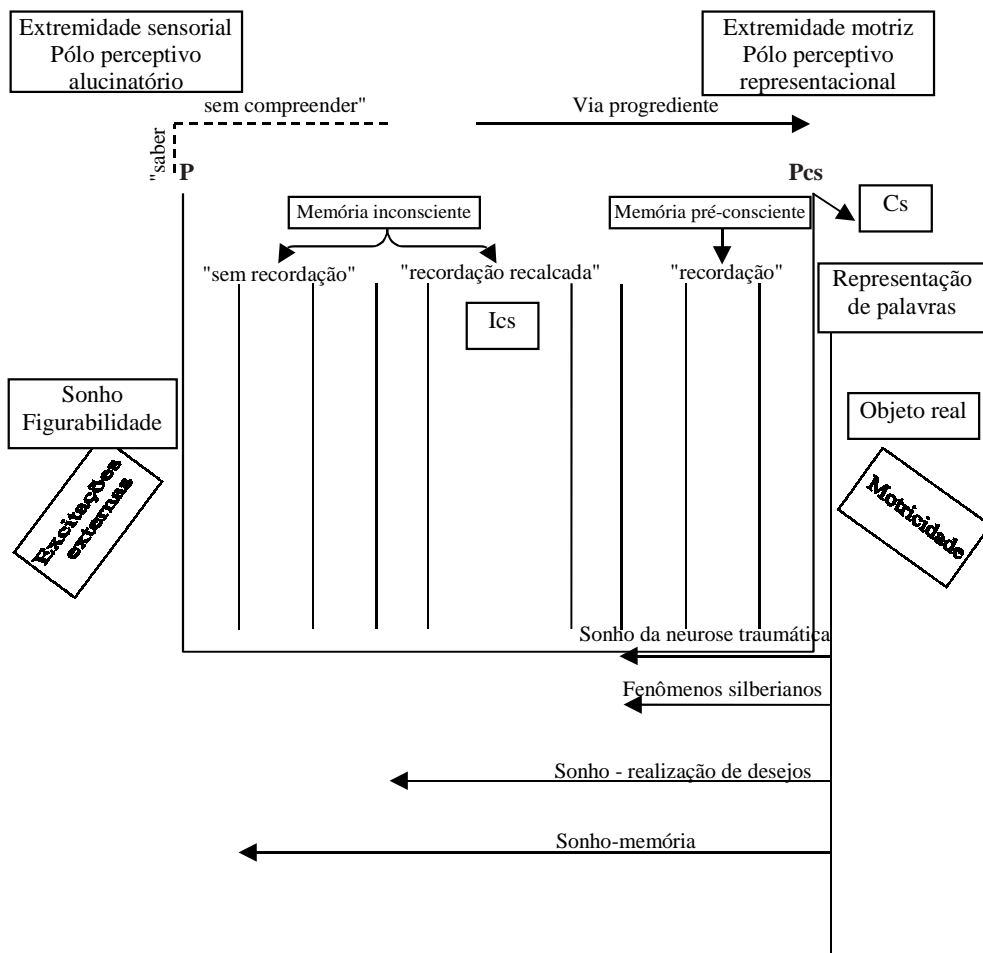 Extremidade sensorial
Pólo perceptivo
alucinatório
Extremidade motriz
Pólo perceptivo
representacional
sem compreender"
Via progrediente
"saber
P
Pcs
Cs
Memória inconsciente
Memória pré-consciente
"sem recordação"
"recordação recalcada"
"recordação"
Representação
de palavras
Ics
Sonho
Figurabilidade
Objeto real
Excitações
externas
Motricidade
Sonho da neurose traumática
Fenômenos silberianos
Sonho - realização de desejos
Sonho-memória